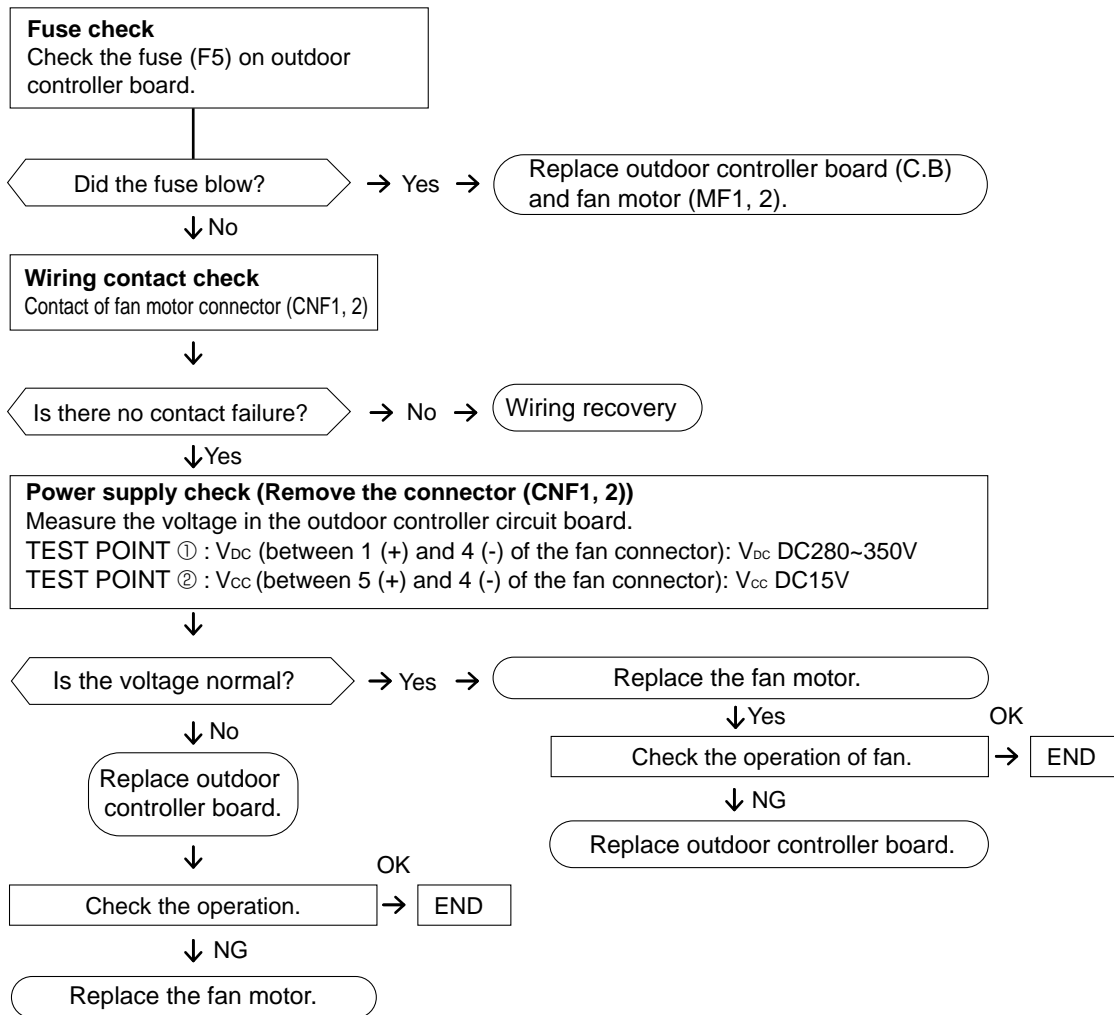 Fuse check
Check the fuse (F5) on outdoor
controller board.
Did the fuse blow?
Yes
Replace outdoor controller board (C.B)
and fan motor (MF1, 2).
No
Wiring contact check
Contact of fan motor connector (CNF1, 2)
Is there no contact failure?
No
Wiring recovery
Yes
Power supply check (Remove the connector (CNF1, 2))
Measure the voltage in the outdoor controller circuit board.
TEST POINT ① : VDC (between 1 (+) and 4 (-) of the fan connector): VDC DC280~350V
TEST POINT ② : VCC (between 5 (+) and 4 (-) of the fan connector): Vcc DC15V
Is the voltage normal?
Yes
Replace the fan motor.
Yes
OK
Check the operation of fan.
END
NG
Replace outdoor controller board.
No
Replace outdoor
controller board.
OK
Check the operation.
END
NG
Replace the fan motor.